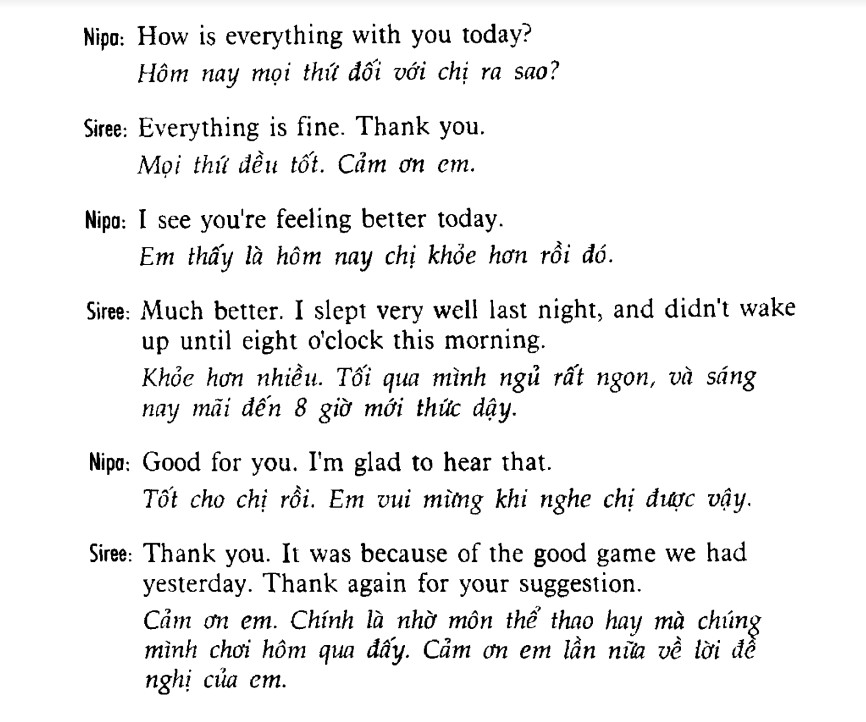 Nipa: How is everything with you today?
Hôm nay mọi thứ đối với chị ra sao?
Siree: Everything is fine. Thank you.
Mọi thứ đều tốt. Cảm ơn em.
Nipa: I see you're feeling better today.
Em thấy là hôm nay chị khỏe hơn rồi đó.
Siree: Much better. I slept very well last night, and didn't wake
up until eight o'clock this morning.
Khỏe hơn nhiều. Tối qua mình ngủ rất ngon, và sáng
nay mãi đến 8 giờ mới thức dậy.
Nipa: Good for you. I'm glad to hear that.
Tốt cho chị rồi. Em vui mừng khi nghe chị được vậy.
Siree: Thank you. It was because of the good game we had
yesterday. Thank again for your suggestion.
Cảm ơn em. Chính là nhờ môn thể thao hay mà chúng
mình chơi hôm qua đấy. Cảm ơn em lần nữa về lời đề
nghị của em.